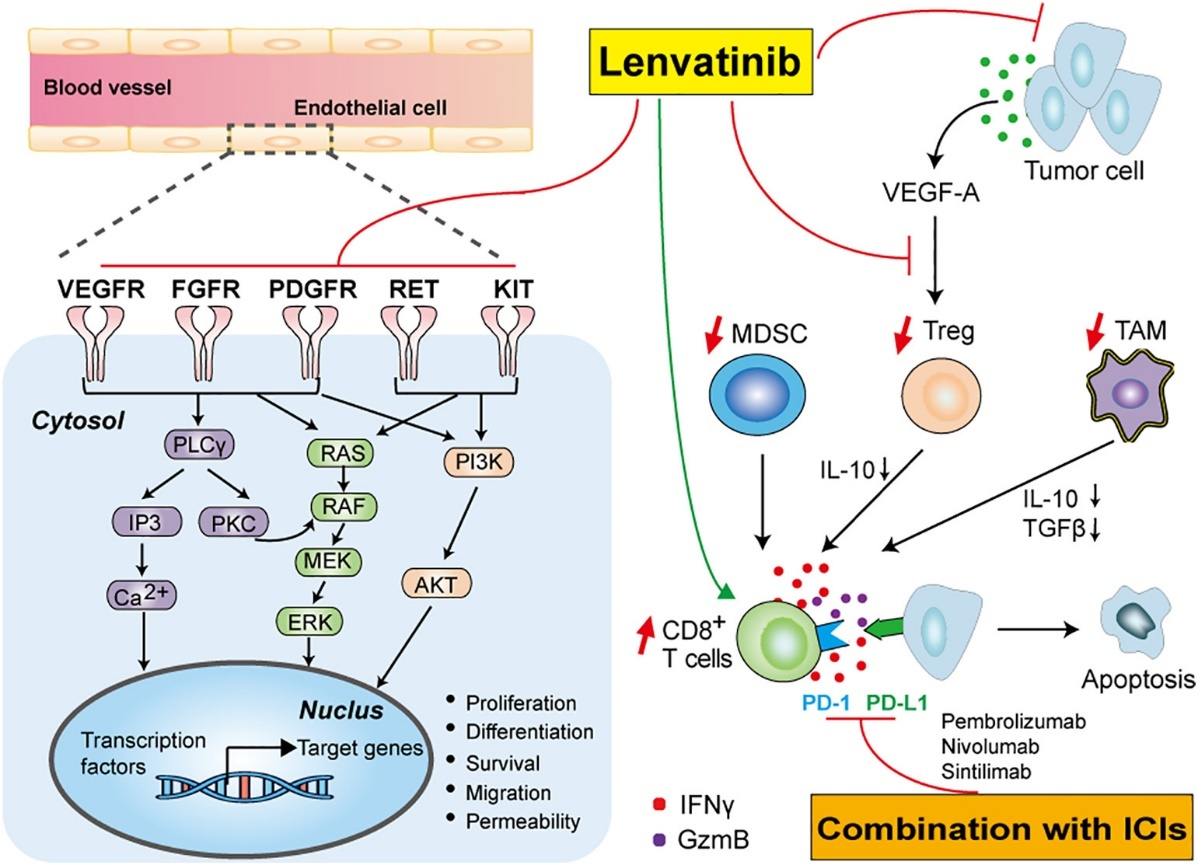 Blood vessel
Endothelial cell
Lenvatinib
Tumor cell
VEGF-A
VEGFR FGFR PDGFR RET KIT
Cytosol
PLCγ
RAS
PI3K
IP3
PKC
RAF
MEK
Ca2+
AKT
ERK
Nuclus
Transcription
factors
Target genes
• Proliferation
• Differentiation
• Survival
• Migration
• Permeability
MDSC
Treg
TAM
IL-10↓
IL-10 ↓
TGFβ↓
CD8+
T cells
PD-1 PD-L1
Apoptosis
Pembrolizumab
Nivolumab
Sintilimab
IFNγ
GzmB
Combination with ICIs